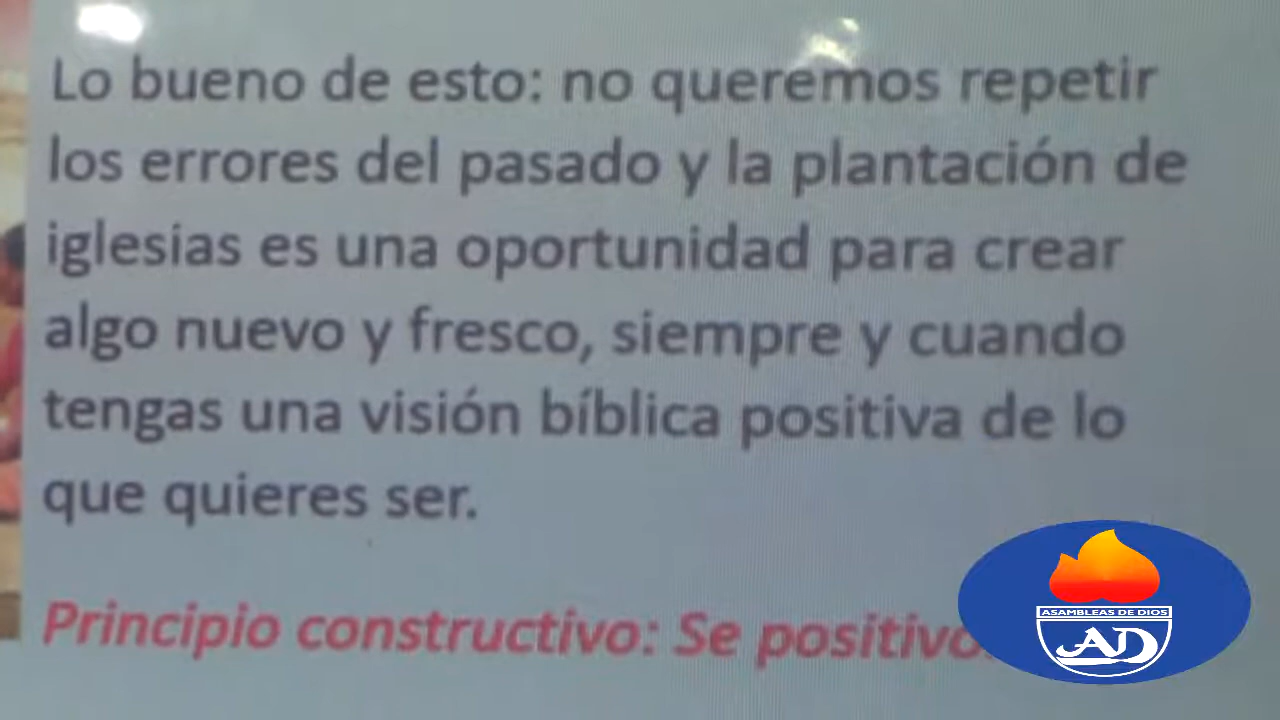 Lo bueno de esto: no queremos repetir
los errores del pasado y la plantación de
iglesias es una oportunidad para crear
algo nuevo y fresco, siempre y cuando
tengas una visión bíblica positiva de lo
que quieres ser.
Principio constructivo: Se positivo.
ASAMBLEAS DE DIOS
AD